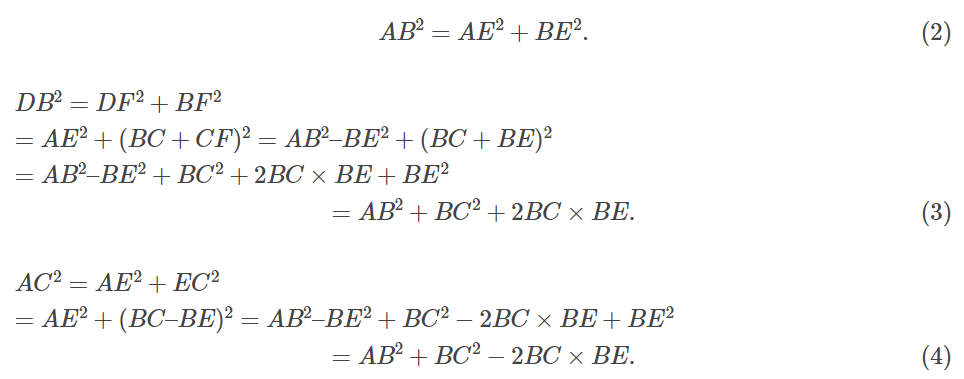 AB² = AE² + BE². (2)
DB² = DF² + BF²
= AE² + (BC + CF)² = AB²–BE² + (BC + BE)²
= AB²–BE² + BC² + 2BC × BE + BE²
= AB² + BC² + 2BC × BE. (3)
AC² = AE² + EC²
= AE² + (BC–BE)² = AB²–BE² + BC² − 2BC × BE + BE²
= AB² + BC² − 2BC × BE. (4)